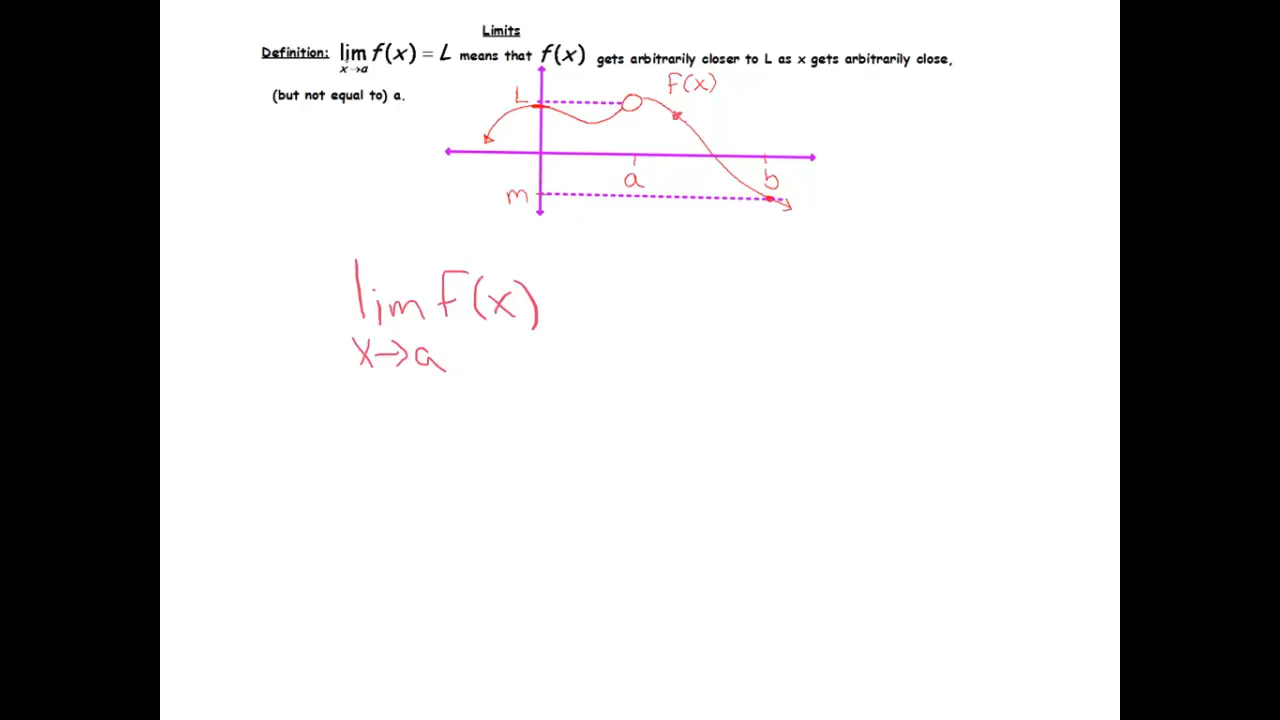 Limits
Definition: lim f(x) = L means that f(x) gets arbitrarily closer to L as x gets arbitrarily close,
x→a
(but not equal to) a.
F(x)
L
a
b
m
lim F(x)
x→a